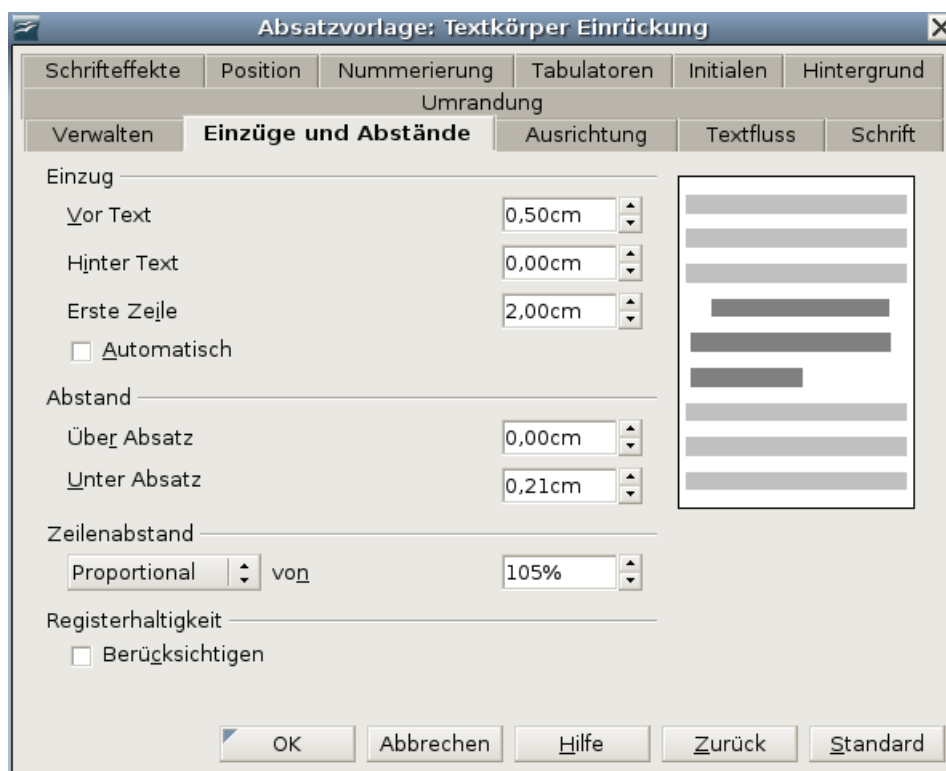 Absatzvorlage: Textkörper Einrückung
Schrifteffekte Position Nummerierung Tabulatoren Initialen Hintergrund
Umrandung
Verwalten Einzüge und Abstände Ausrichtung Textfluss Schrift
Einzug
Vor Text 0,50cm
Hinter Text 0,00cm
Erste Zeile 2,00cm
Automatisch
Abstand
Über Absatz 0,00cm
Unter Absatz 0,21cm
Zeilenabstand
Proportional von 105%
Registerhaltigkeit
Berücksichtigen
OK Abbrechen Hilfe Zurück Standard